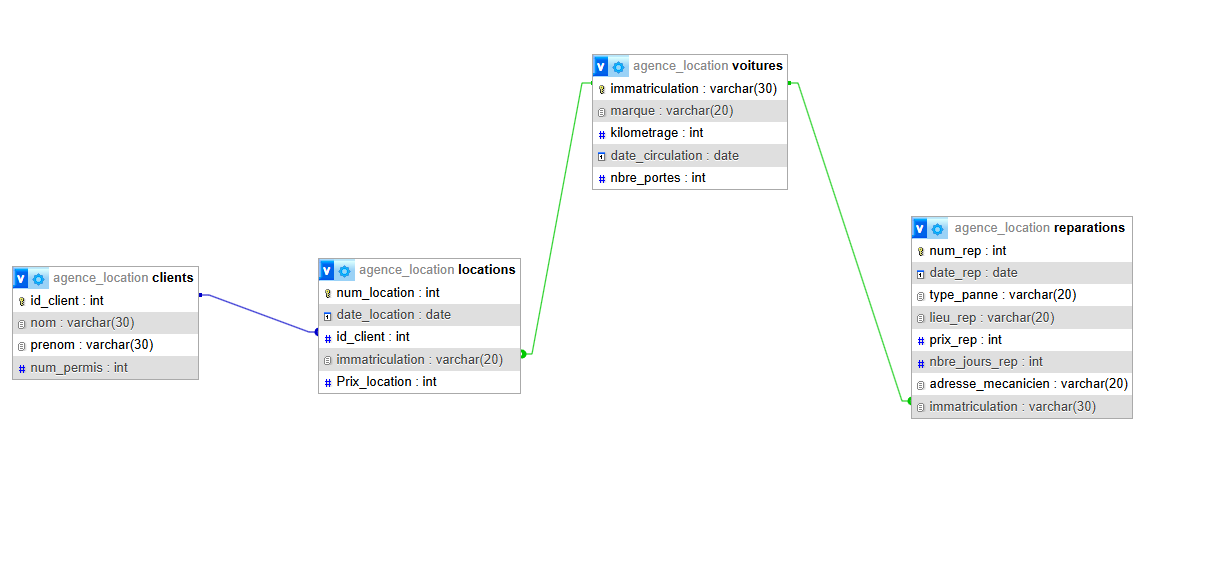 v agence_location clients
id_client : int
nom : varchar(30)
prenom : varchar(30)
# num_permis : int
v agence_location locations
num_location : int
date_location : date
# id_client : int
immatriculation : varchar(20)
# Prix_location : int
v agence_location voitures
immatriculation : varchar(30)
marque : varchar(20)
# kilometrage : int
date_circulation : date
# nbre_portes : int
v agence_location reparations
num_rep : int
date_rep : date
type_panne : varchar(20)
lieu_rep : varchar(20)
# prix_rep : int
# nbre_jours_rep : int
adresse_mecanicien : varchar(20)
immatriculation : varchar(30)